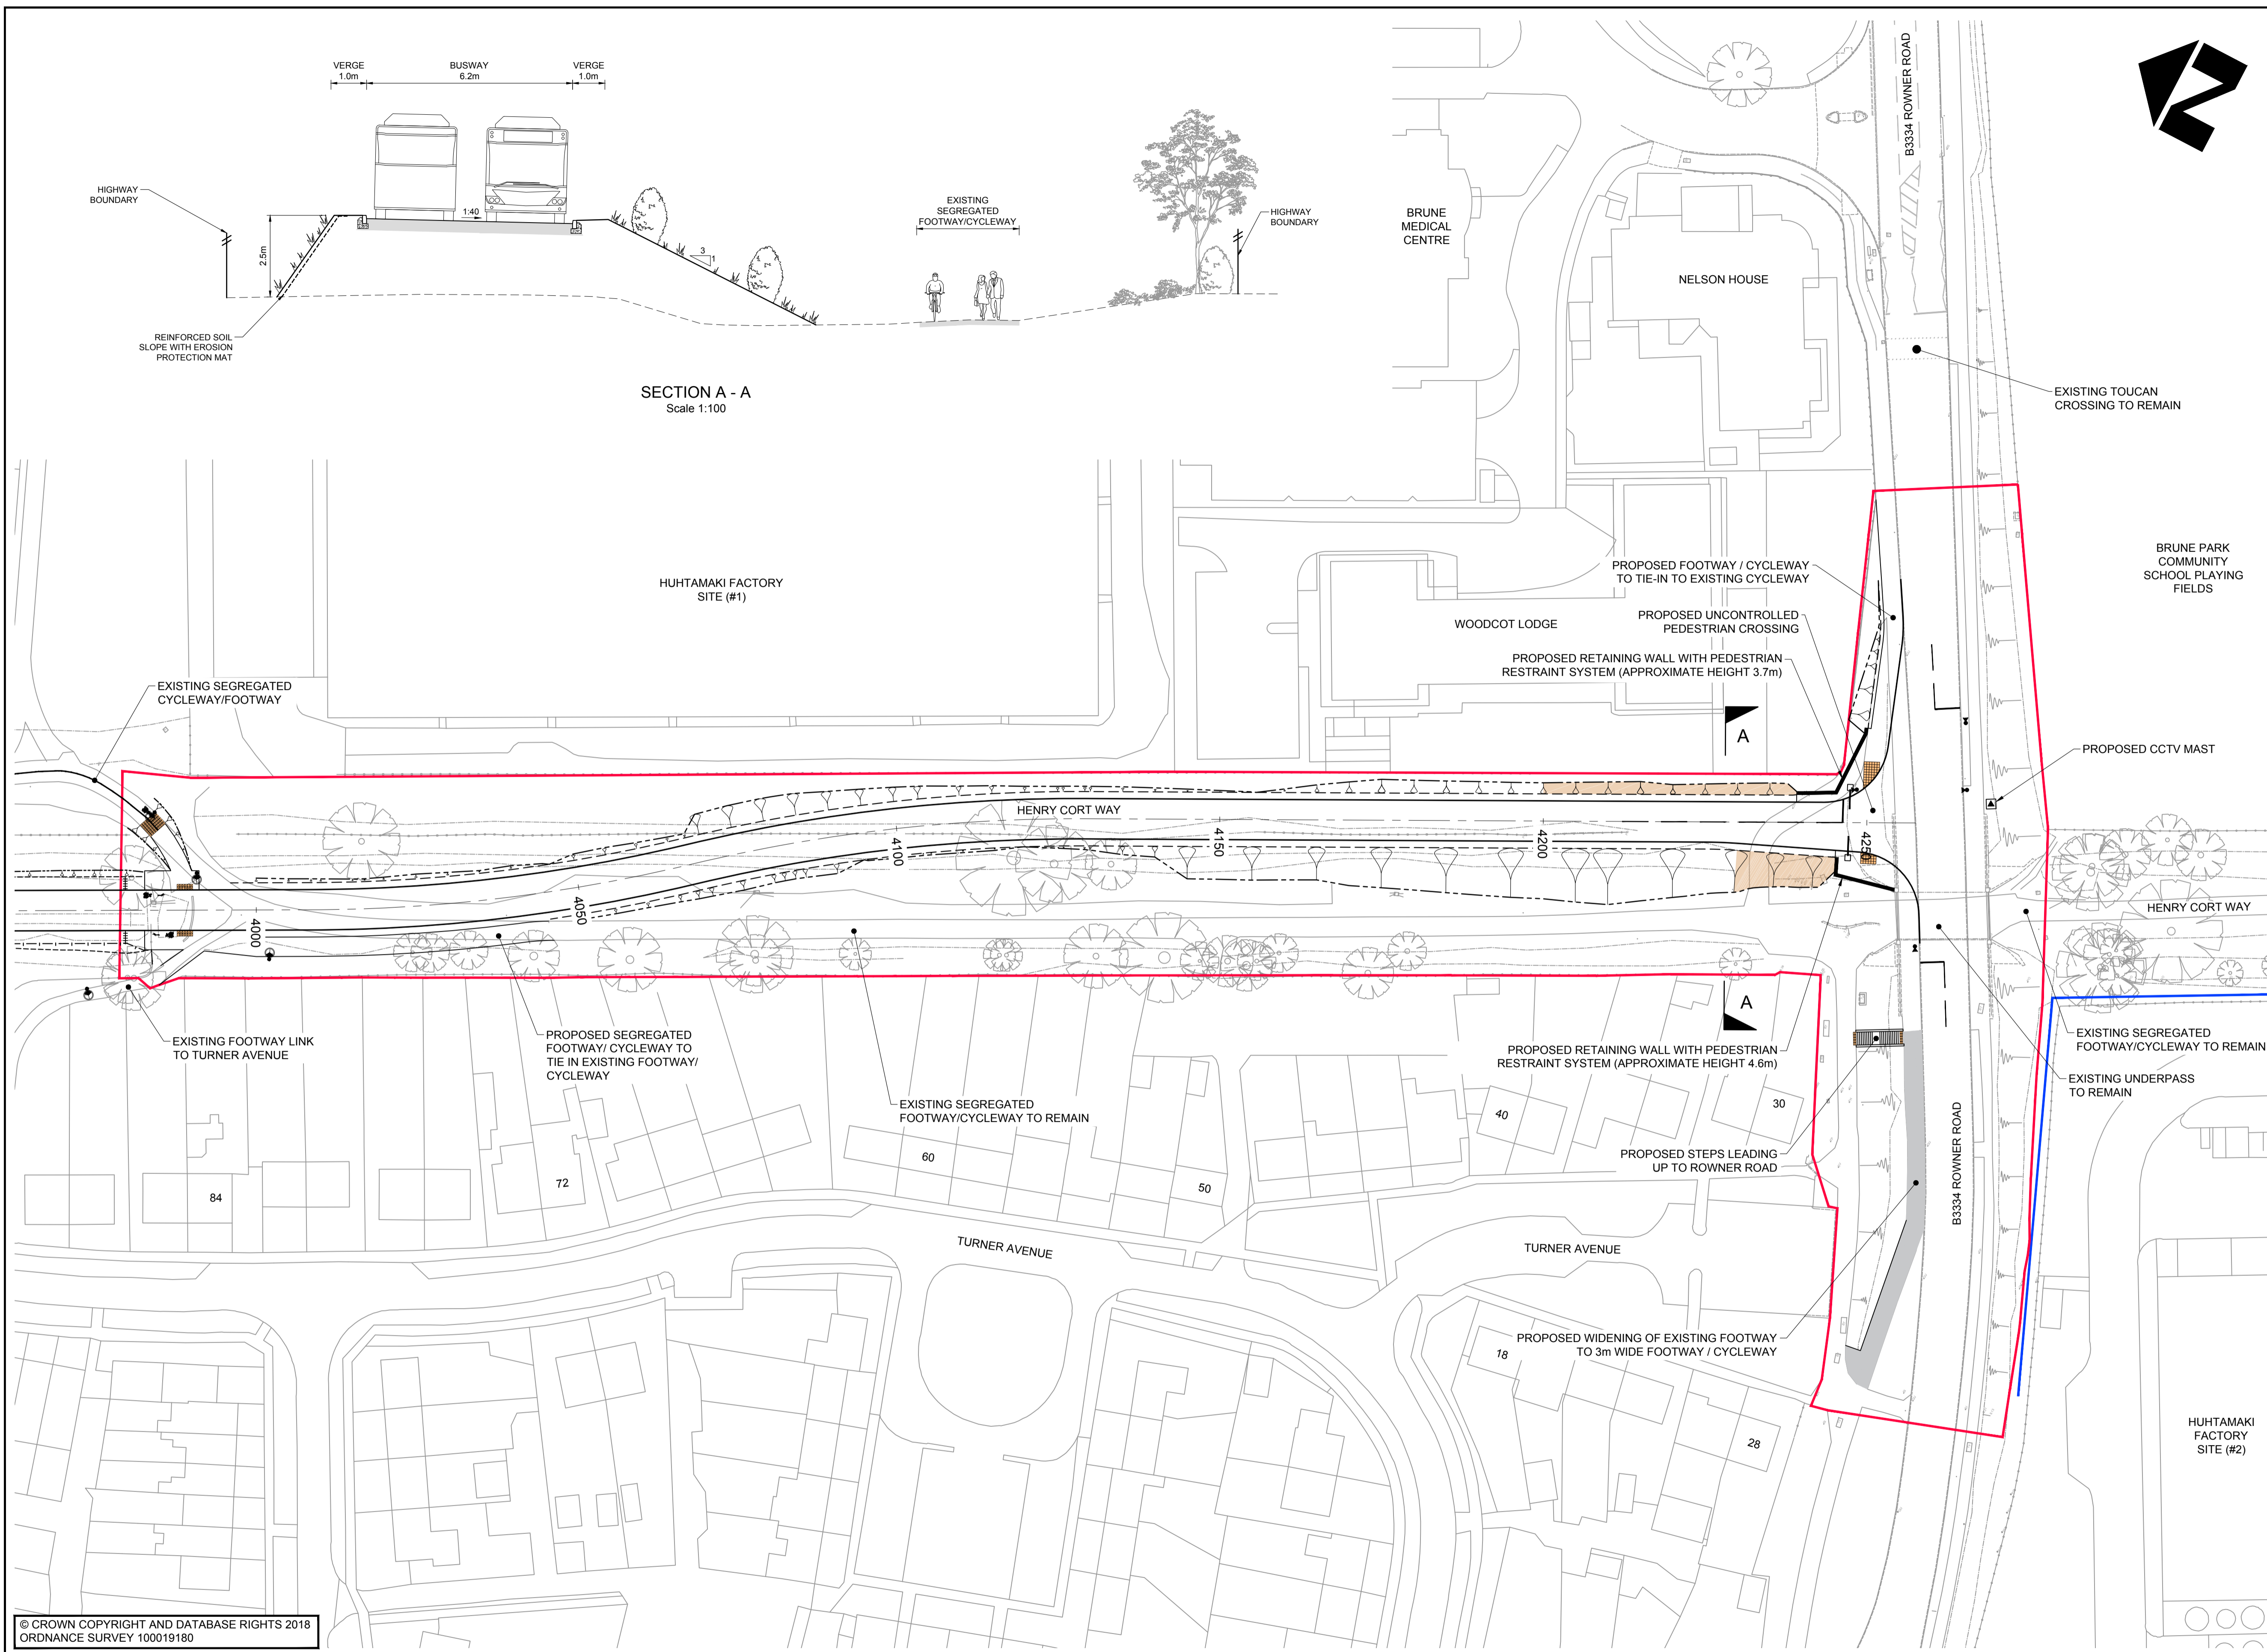 VERGE
1.0m
BUSWAY
6.2m
VERGE
1.0m
HIGHWAY
BOUNDARY
2.5m
1:40
3
1
EXISTING
SEGREGATED
FOOTWAY/CYCLEWAY
HIGHWAY
BOUNDARY
REINFORCED SOIL
SLOPE WITH EROSION
PROTECTION MAT
SECTION A - A
Scale 1:100
BRUNE
MEDICAL
CENTRE
NELSON HOUSE
B3334 ROWNER ROAD
EXISTING TOUCAN
CROSSING TO REMAIN
BRUNE PARK
COMMUNITY
SCHOOL PLAYING
FIELDS
HUHTAMAKI FACTORY
SITE (#1)
WOODCOT LODGE
PROPOSED FOOTWAY / CYCLEWAY
TO TIE-IN TO EXISTING CYCLEWAY
PROPOSED UNCONTROLLED
PEDESTRIAN CROSSING
PROPOSED RETAINING WALL WITH PEDESTRIAN
RESTRAINT SYSTEM (APPROXIMATE HEIGHT 3.7m)
EXISTING SEGREGATED
CYCLEWAY/FOOTWAY
A
PROPOSED CCTV MAST
HENRY CORT WAY
4000
4050
4100
4150
4200
4250
HENRY CORT WAY
A
EXISTING FOOTWAY LINK
TO TURNER AVENUE
PROPOSED SEGREGATED
FOOTWAY/ CYCLEWAY TO
TIE IN EXISTING FOOTWAY/
CYCLEWAY
EXISTING SEGREGATED
FOOTWAY/CYCLEWAY TO REMAIN
PROPOSED RETAINING WALL WITH PEDESTRIAN
RESTRAINT SYSTEM (APPROXIMATE HEIGHT 4.6m)
EXISTING SEGREGATED
FOOTWAY/CYCLEWAY TO REMAIN
EXISTING UNDERPASS
TO REMAIN
PROPOSED STEPS LEADING
UP TO ROWNER ROAD
B3334 ROWNER ROAD
84
72
60
50
40
30
TURNER AVENUE
TURNER AVENUE
PROPOSED WIDENING OF EXISTING FOOTWAY
TO 3m WIDE FOOTWAY / CYCLEWAY
18
28
HUHTAMAKI
FACTORY
SITE (#2)
© CROWN COPYRIGHT AND DATABASE RIGHTS 2018
ORDNANCE SURVEY 100019180